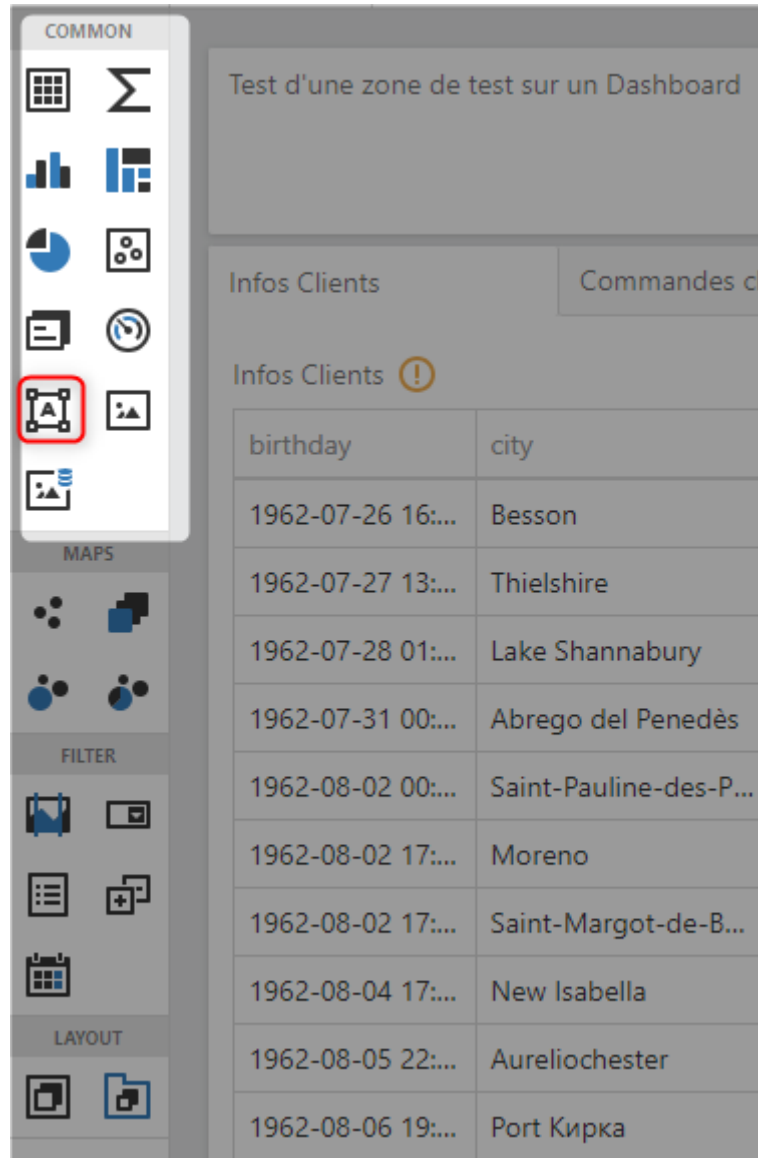 COMMON
Test d'une zone de test sur un Dashboard
Infos Clients
Commandes c
Infos Clients
birthday city
1962-07-26 16:... Besson
1962-07-27 13:... Thielshire
1962-07-28 01:... Lake Shannabury
1962-07-31 00:... Abrego del Penedès
1962-08-02 00:... Saint-Pauline-des-P...
1962-08-02 17:... Moreno
1962-08-02 17:... Saint-Margot-de-B...
1962-08-04 17:... New Isabella
1962-08-05 22:... Aureliochester
1962-08-06 19:... Port Кирка
A
MAPS
FILTER
LAYOUT